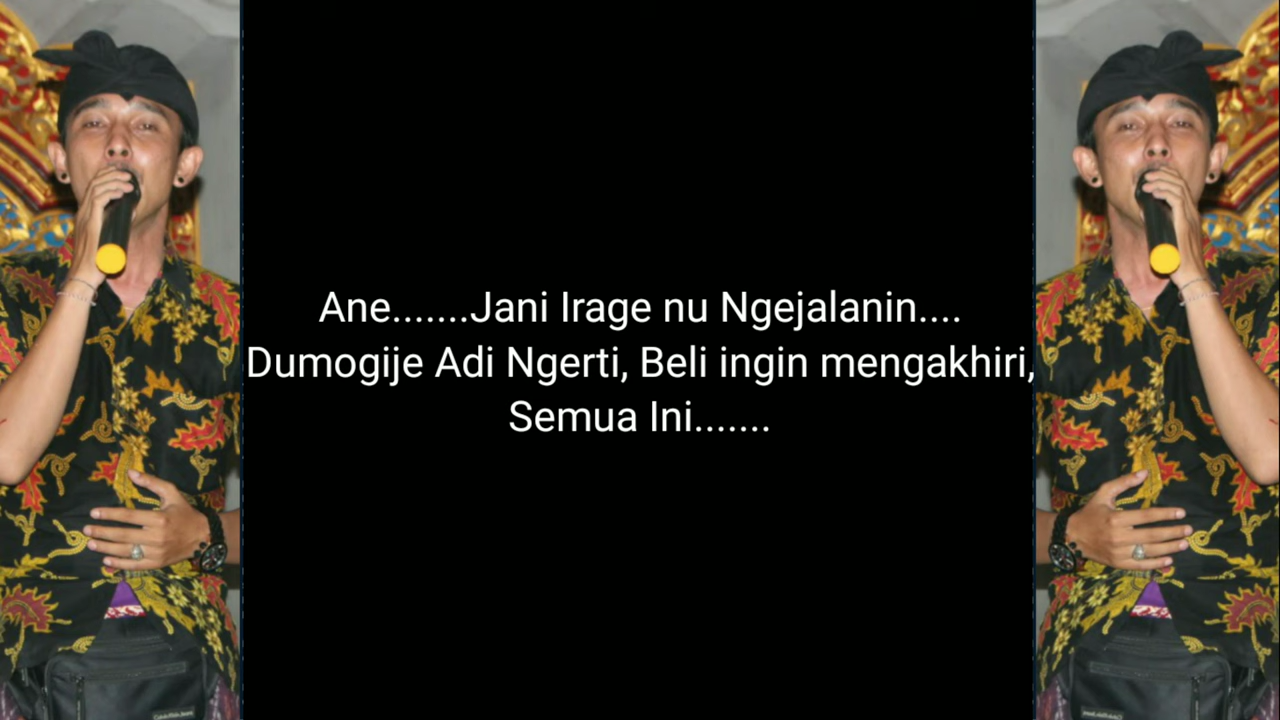 Ane.......Jani Irage nu Ngejalanin....
Dumogije Adi Ngerti, Beli ingin mengakhiri,
Semua Ini.......